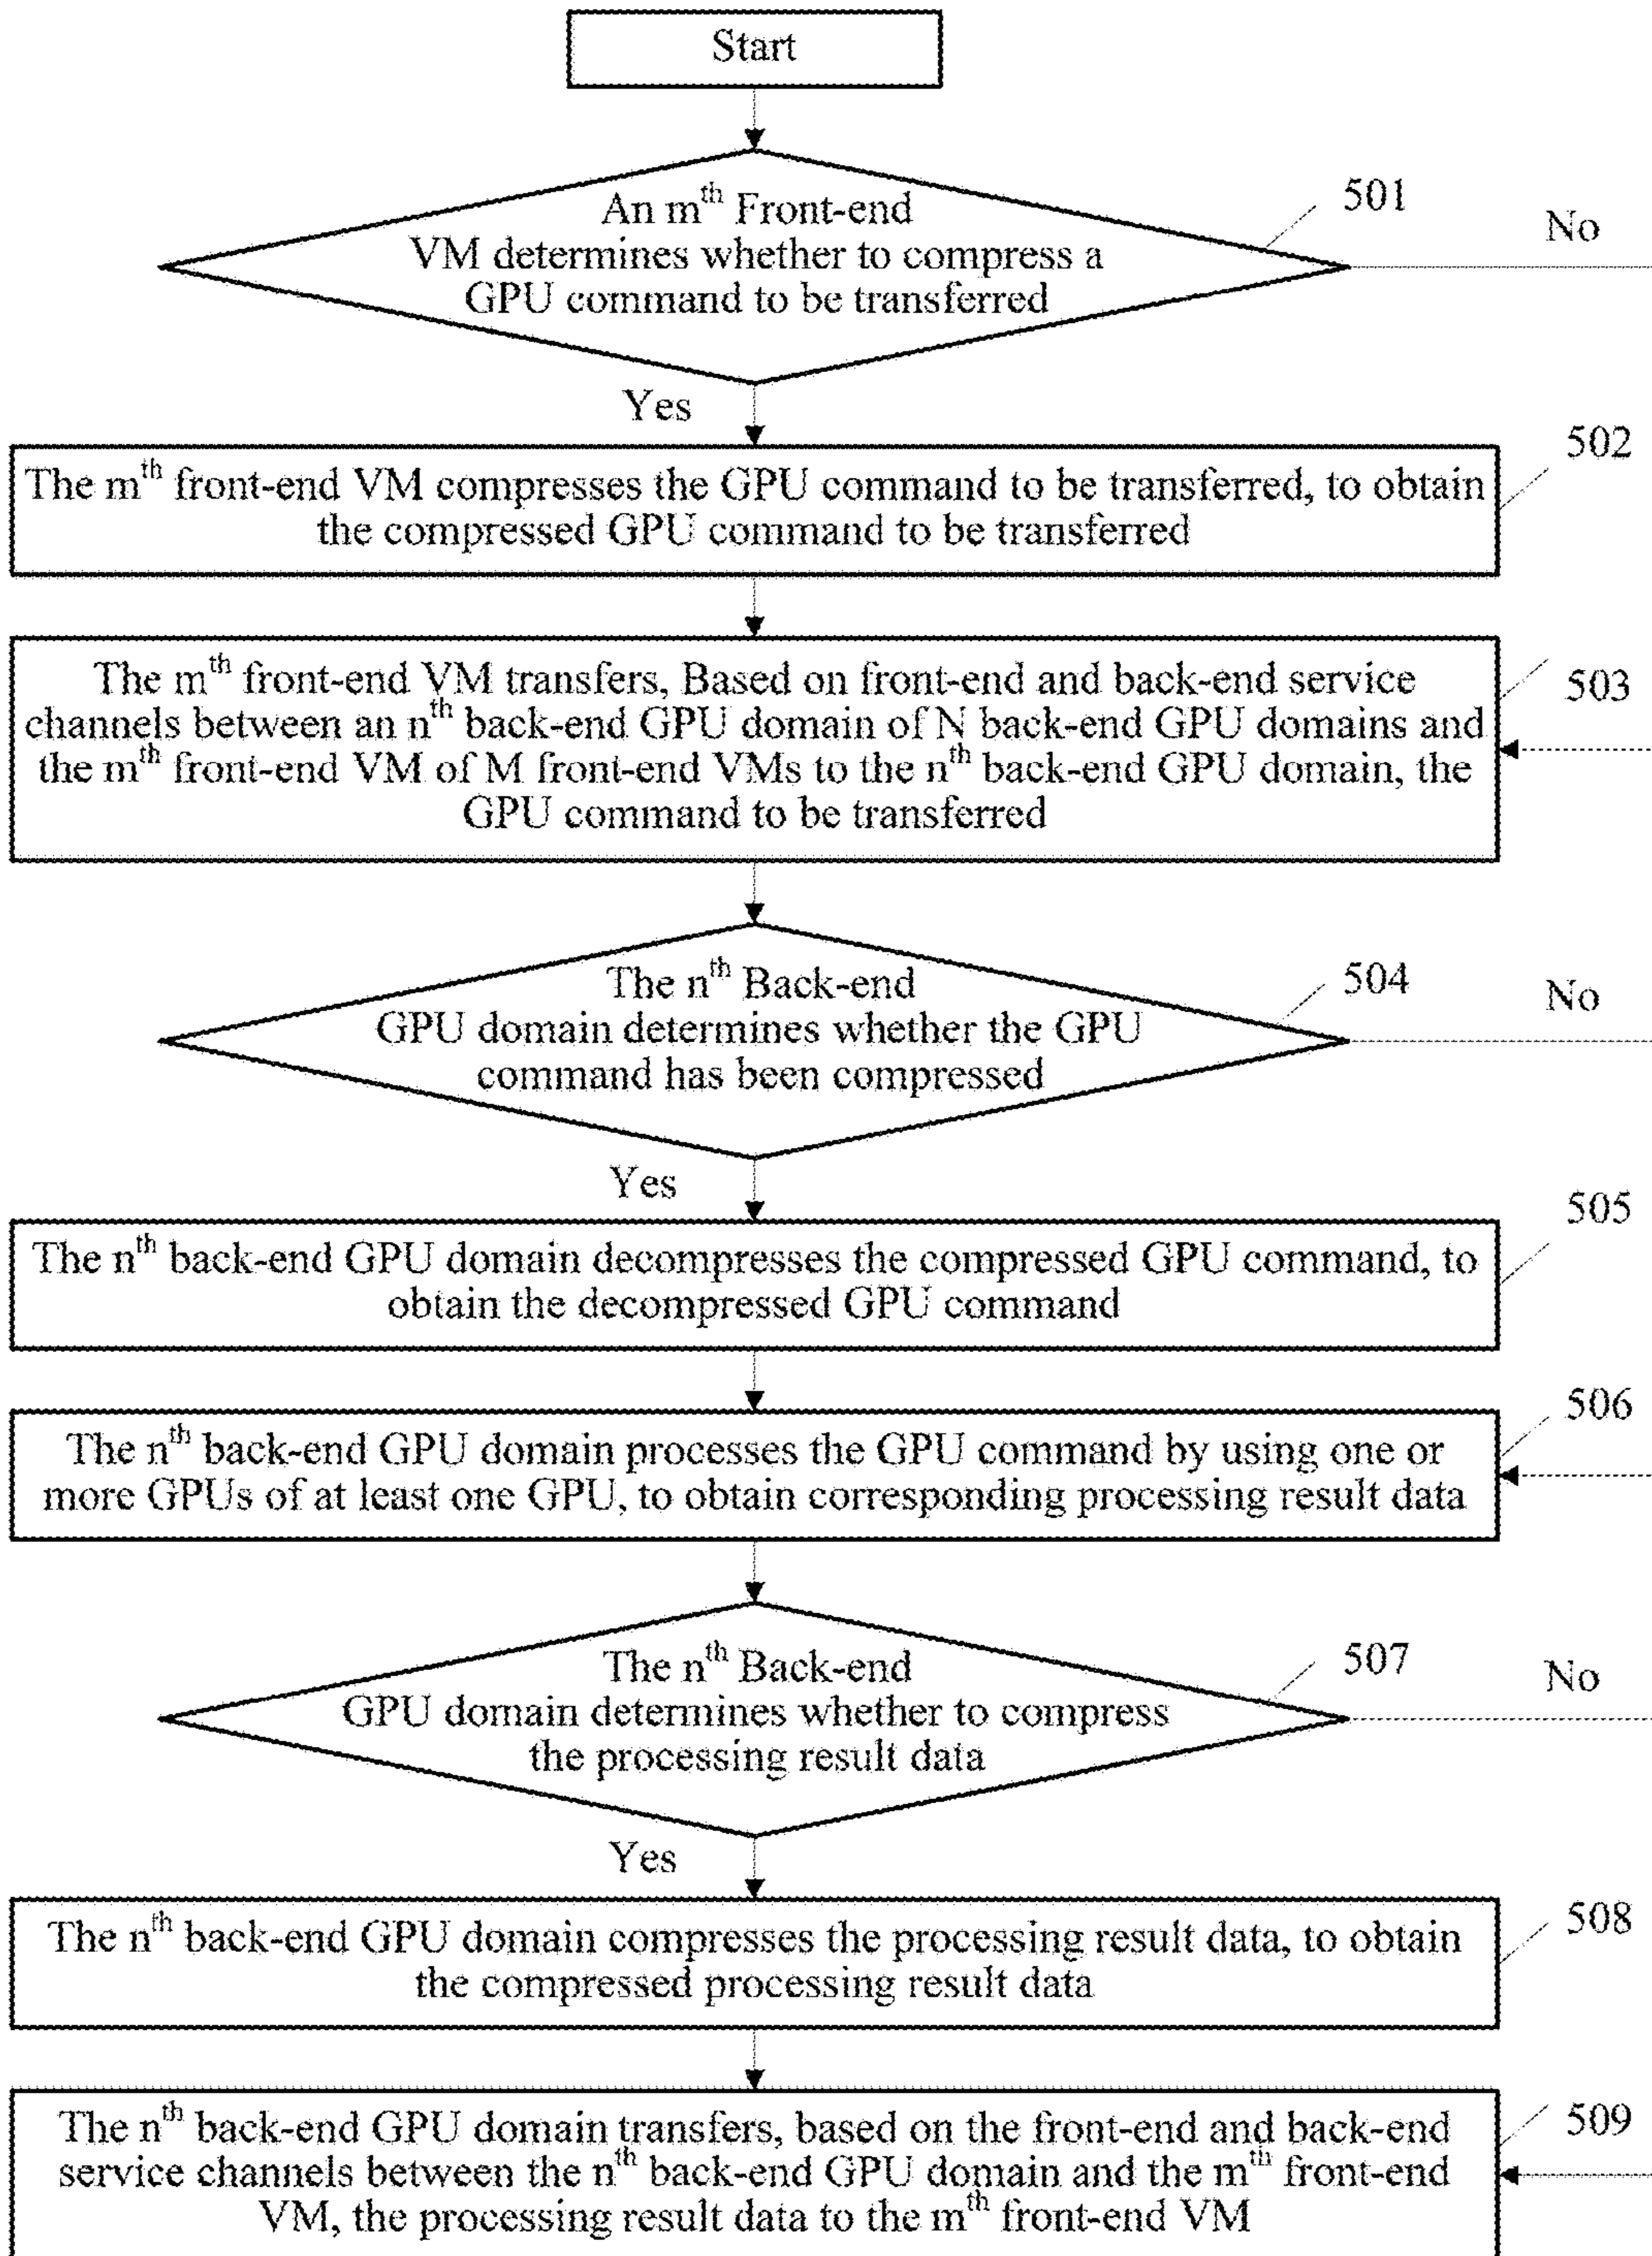 Start
An mth Front-end
501
No
VM determines whether to compress a
GPU command to be transferred
Yes
502
The mth front-end VM compresses the GPU command to be transferred, to obtain
the compressed GPU command to be transferred
The mth front-end VM transfers, Based on front-end and back-end service
503
channels between an nth back-end GPU domain of N back-end GPU domains and
the mth front-end VM of M front-end VMs to the nth back-end GPU domain, the
GPU command to be transferred
The nth Back-end
504
No
GPU domain determines whether the GPU
command has been compressed
Yes
505
The nth back-end GPU domain decompresses the compressed GPU command, to
obtain the decompressed GPU command
506
The nth back-end GPU domain processes the GPU command by using one or
more GPUs of at least one GPU, to obtain corresponding processing result data
The nth Back-end
507
No
GPU domain determines whether to compress
the processing result data
Yes
508
The nth back-end GPU domain compresses the processing result data, to obtain
the compressed processing result data
The nth back-end GPU domain transfers, based on the front-end and back-end
509
service channels between the nth back-end GPU domain and the mth front-end
VM, the processing result data to the mth front-end VM